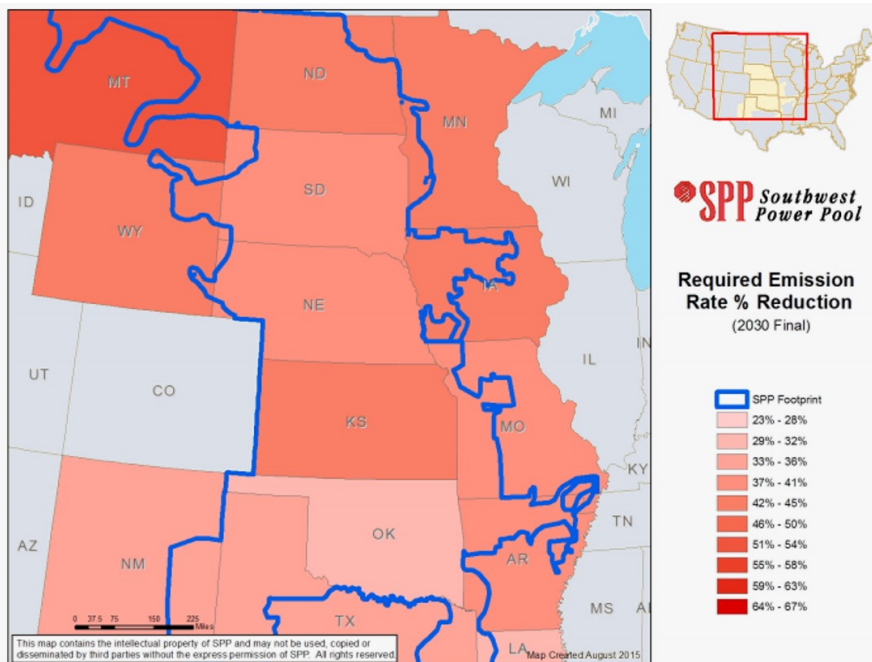 MT
ND
MN
MI
ID
SD
WI
WY
IA
NE
IL
IN
UT
CO
KS
MO
KY
AZ
NM
OK
AR
TN
TX
MS
LA
0 37.5 75 150 225
Miles
This map contains the intellectual property of SPP and may not be used, copied or
disseminated by third parties without the express permission of SPP. All rights reserved.
Map Created August 2015
SPP Southwest
Power Pool
Required Emission
Rate % Reduction
(2030 Final)
SPP Footprint
23% - 28%
29% - 32%
33% - 36%
37% - 41%
42% - 45%
46% - 50%
51% - 54%
55% - 58%
59% - 63%
64% - 67%